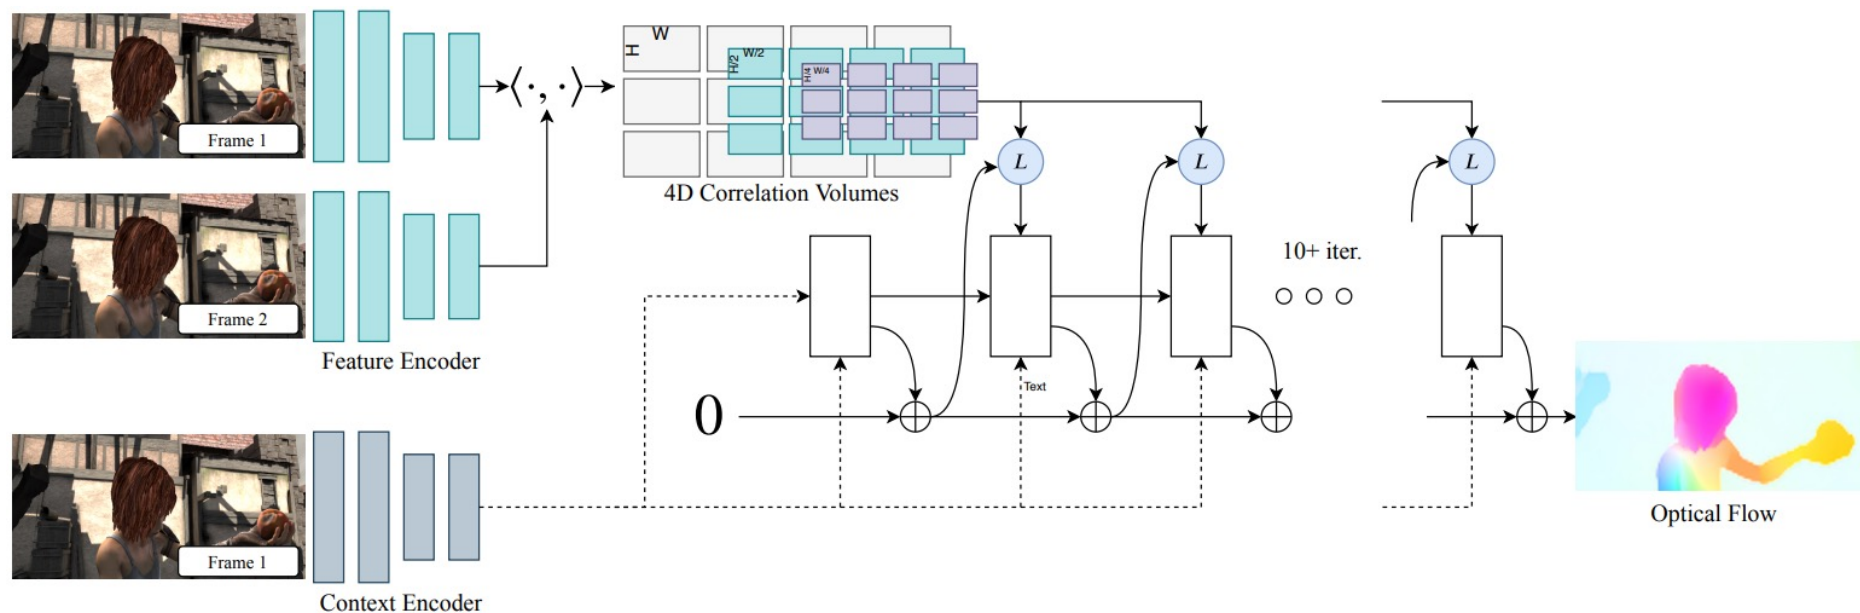 Frame 1
Frame 2
Feature Encoder
Frame 1
Context Encoder
⟨·, ·⟩
H
W
H/2
W/2
H/4
W/4
4D Correlation Volumes
L
L
L
10+ iter.
Text
0
Optical Flow